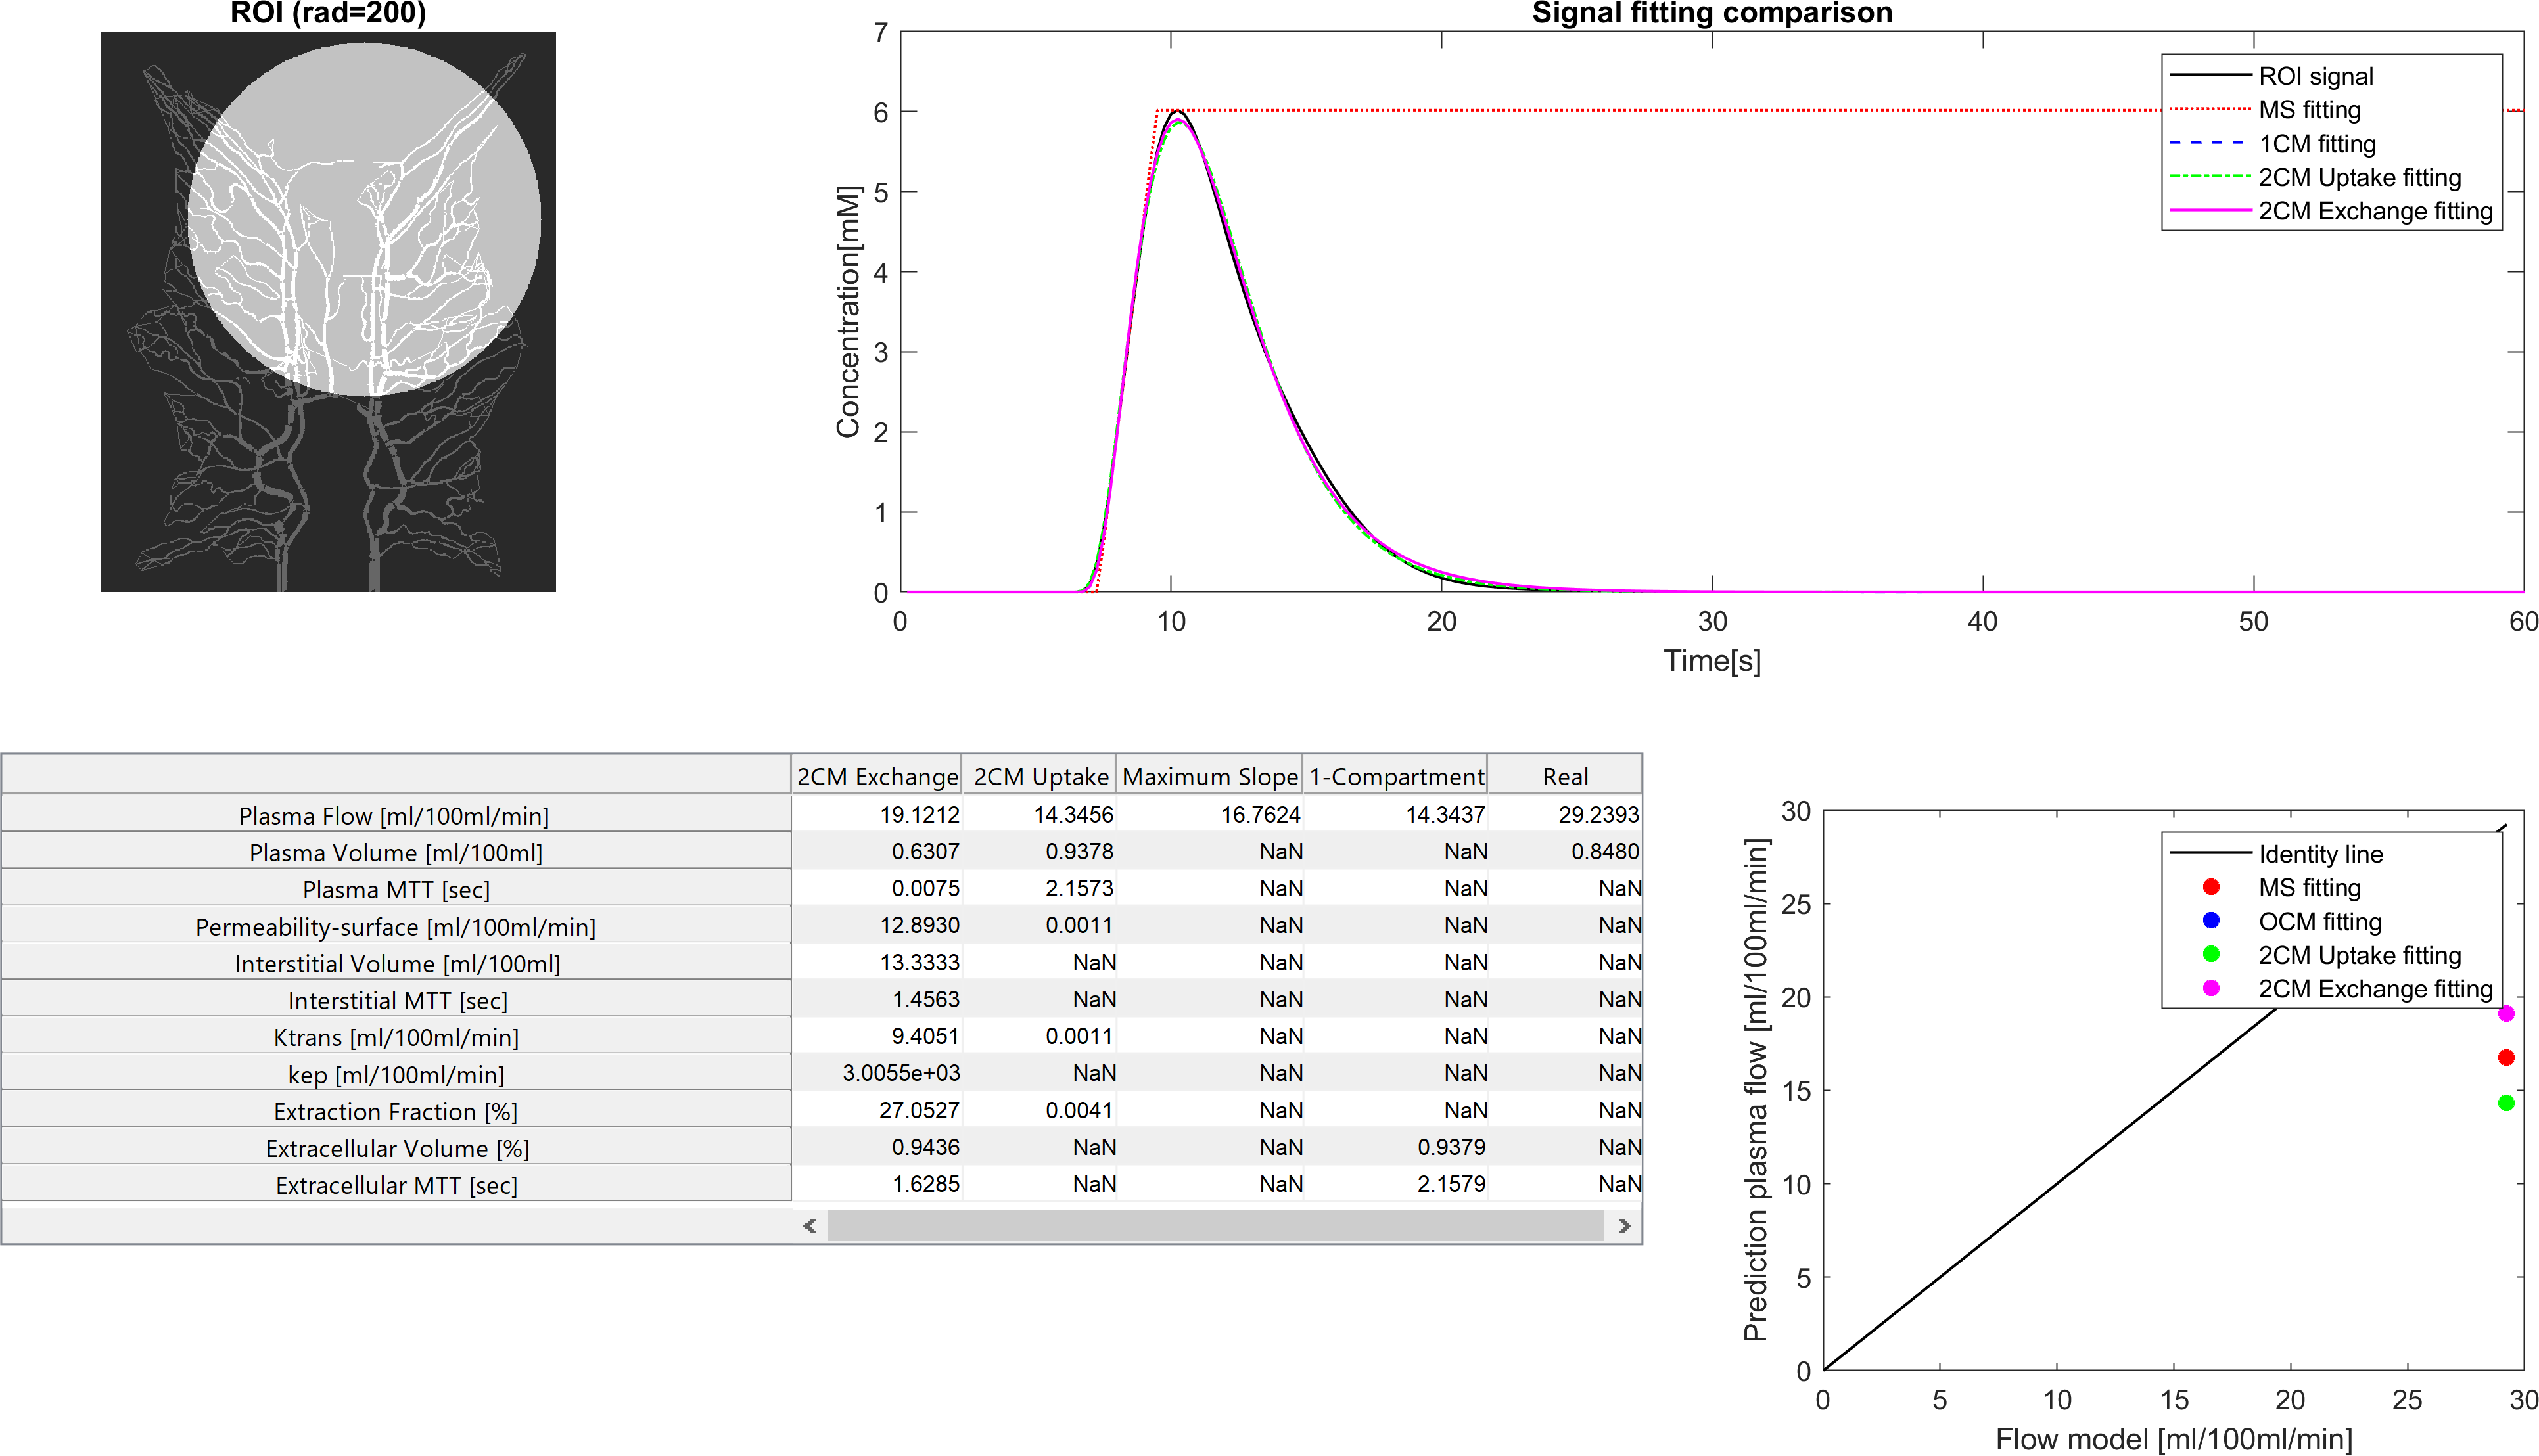 ROI (rad=200)
Signal fitting comparison
7
6
5
4
3
2
1
0
Concentration[mM]
0 10 20 30 40 50 60
Time[s]
ROI signal
MS fitting
1CM fitting
2CM Uptake fitting
2CM Exchange fitting
2CM Exchange 2CM Uptake Maximum Slope 1-Compartment Real
Plasma Flow [ml/100ml/min] 19.1212 14.3456 16.7624 14.3437 29.2393
Plasma Volume [ml/100ml] 0.6307 0.9378 NaN NaN 0.8480
Plasma MTT [sec] 0.0075 2.1573 NaN NaN NaN
Permeability-surface [ml/100ml/min] 12.8930 0.0011 NaN NaN NaN
Interstitial Volume [ml/100ml] 13.3333 NaN NaN NaN NaN
Interstitial MTT [sec] 1.4563 NaN NaN NaN NaN
Ktrans [ml/100ml/min] 9.4051 0.0011 NaN NaN NaN
kep [ml/100ml/min] 3.0055e+03 NaN NaN NaN NaN
Extraction Fraction [%] 27.0527 0.0041 NaN NaN NaN
Extracellular Volume [%] 0.9436 NaN NaN 0.9379 NaN
Extracellular MTT [sec] 1.6285 NaN NaN 2.1579 NaN
30
25
20
15
10
5
0
Prediction plasma flow [ml/100ml/min]
0 5 10 15 20 25 30
Flow model [ml/100ml/min]
Identity line
MS fitting
OCM fitting
2CM Uptake fitting
2CM Exchange fitting